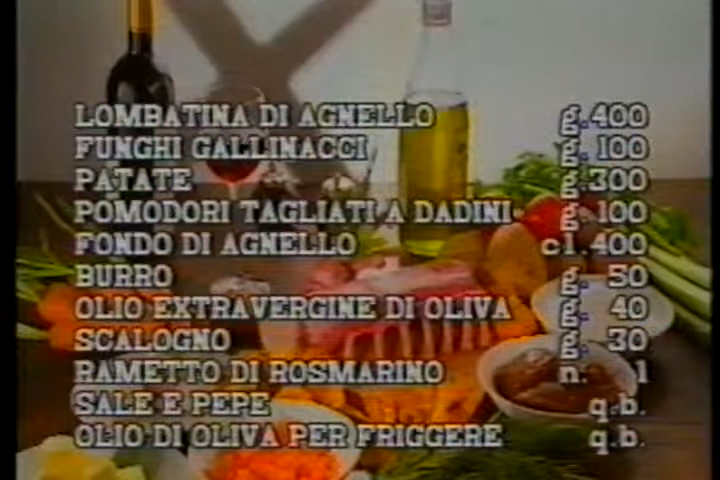 LOMBATINA DI AGNELLO g.400
FUNGHI GALLINACCI g. 100
PATATE g.300
POMODORI TAGLIATI A DADINI g. 100
FONDO DI AGNELLO cl.400
BURRO g. 50
OLIO EXTRAVERGINE DI OLIVA g. 40
SCALOGNO g. 30
RAMETTO DI ROSMARINO n. 1
SALE E PEPE q.b.
OLIO DI OLIVA PER FRIGGERE q.b.